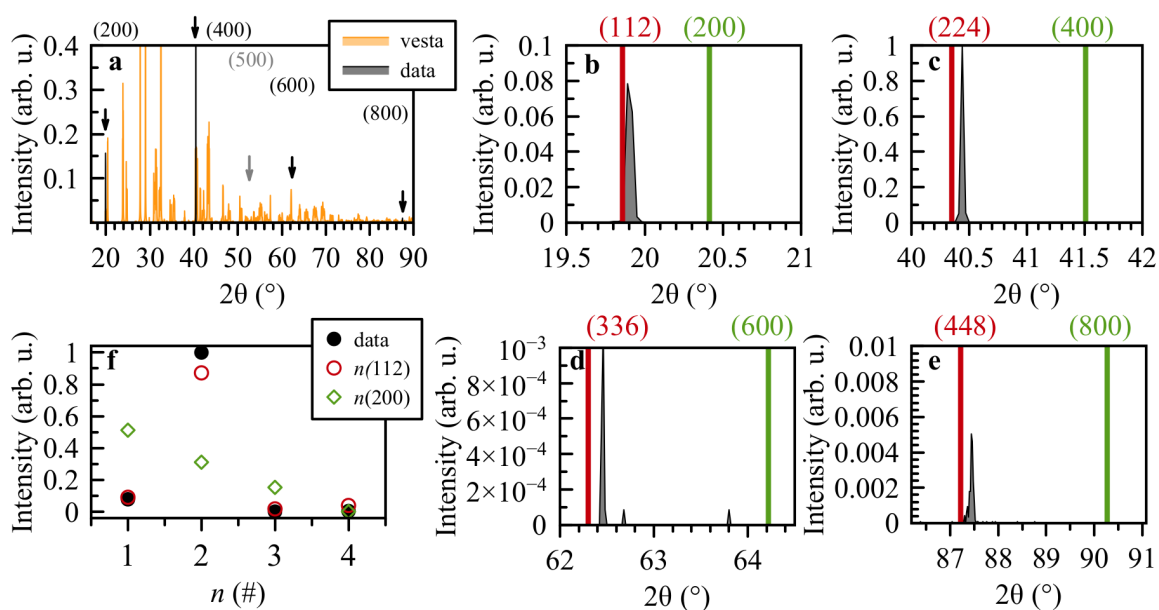 (200)
(400)
(500)
(600)
(800)
a
vesta
data
Intensity (arb. u.)
0.4
0.3
0.2
0.1
20 30 40 50 60 70 80 90
2θ (°)
(112) (200)
b
Intensity (arb. u.)
0.1
0.08
0.06
0.04
0.02
0
19.5 20 20.5 21
2θ (°)
(224) (400)
c
Intensity (arb. u.)
1
0.8
0.6
0.4
0.2
0
40 40.5 41 41.5 42
2θ (°)
f
data
n(112)
n(200)
Intensity (arb. u.)
1
0.8
0.6
0.4
0.2
0
1 2 3 4
n (#)
(336) (600)
d
Intensity (arb. u.)
10⁻³
8×10⁻⁴
6×10⁻⁴
4×10⁻⁴
2×10⁻⁴
0
62 63 64
2θ (°)
(448) (800)
e
Intensity (arb. u.)
0.01
0.008
0.006
0.004
0.002
0
87 88 89 90 91
2θ (°)